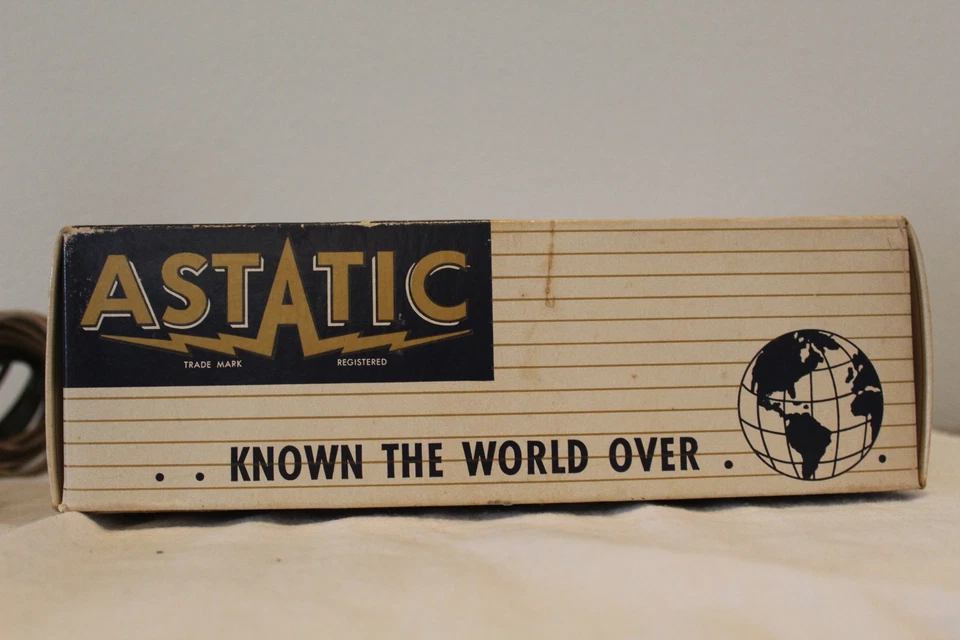 ASTATIC
TRADE MARK REGISTERED
. . KNOWN THE WORLD OVER . .